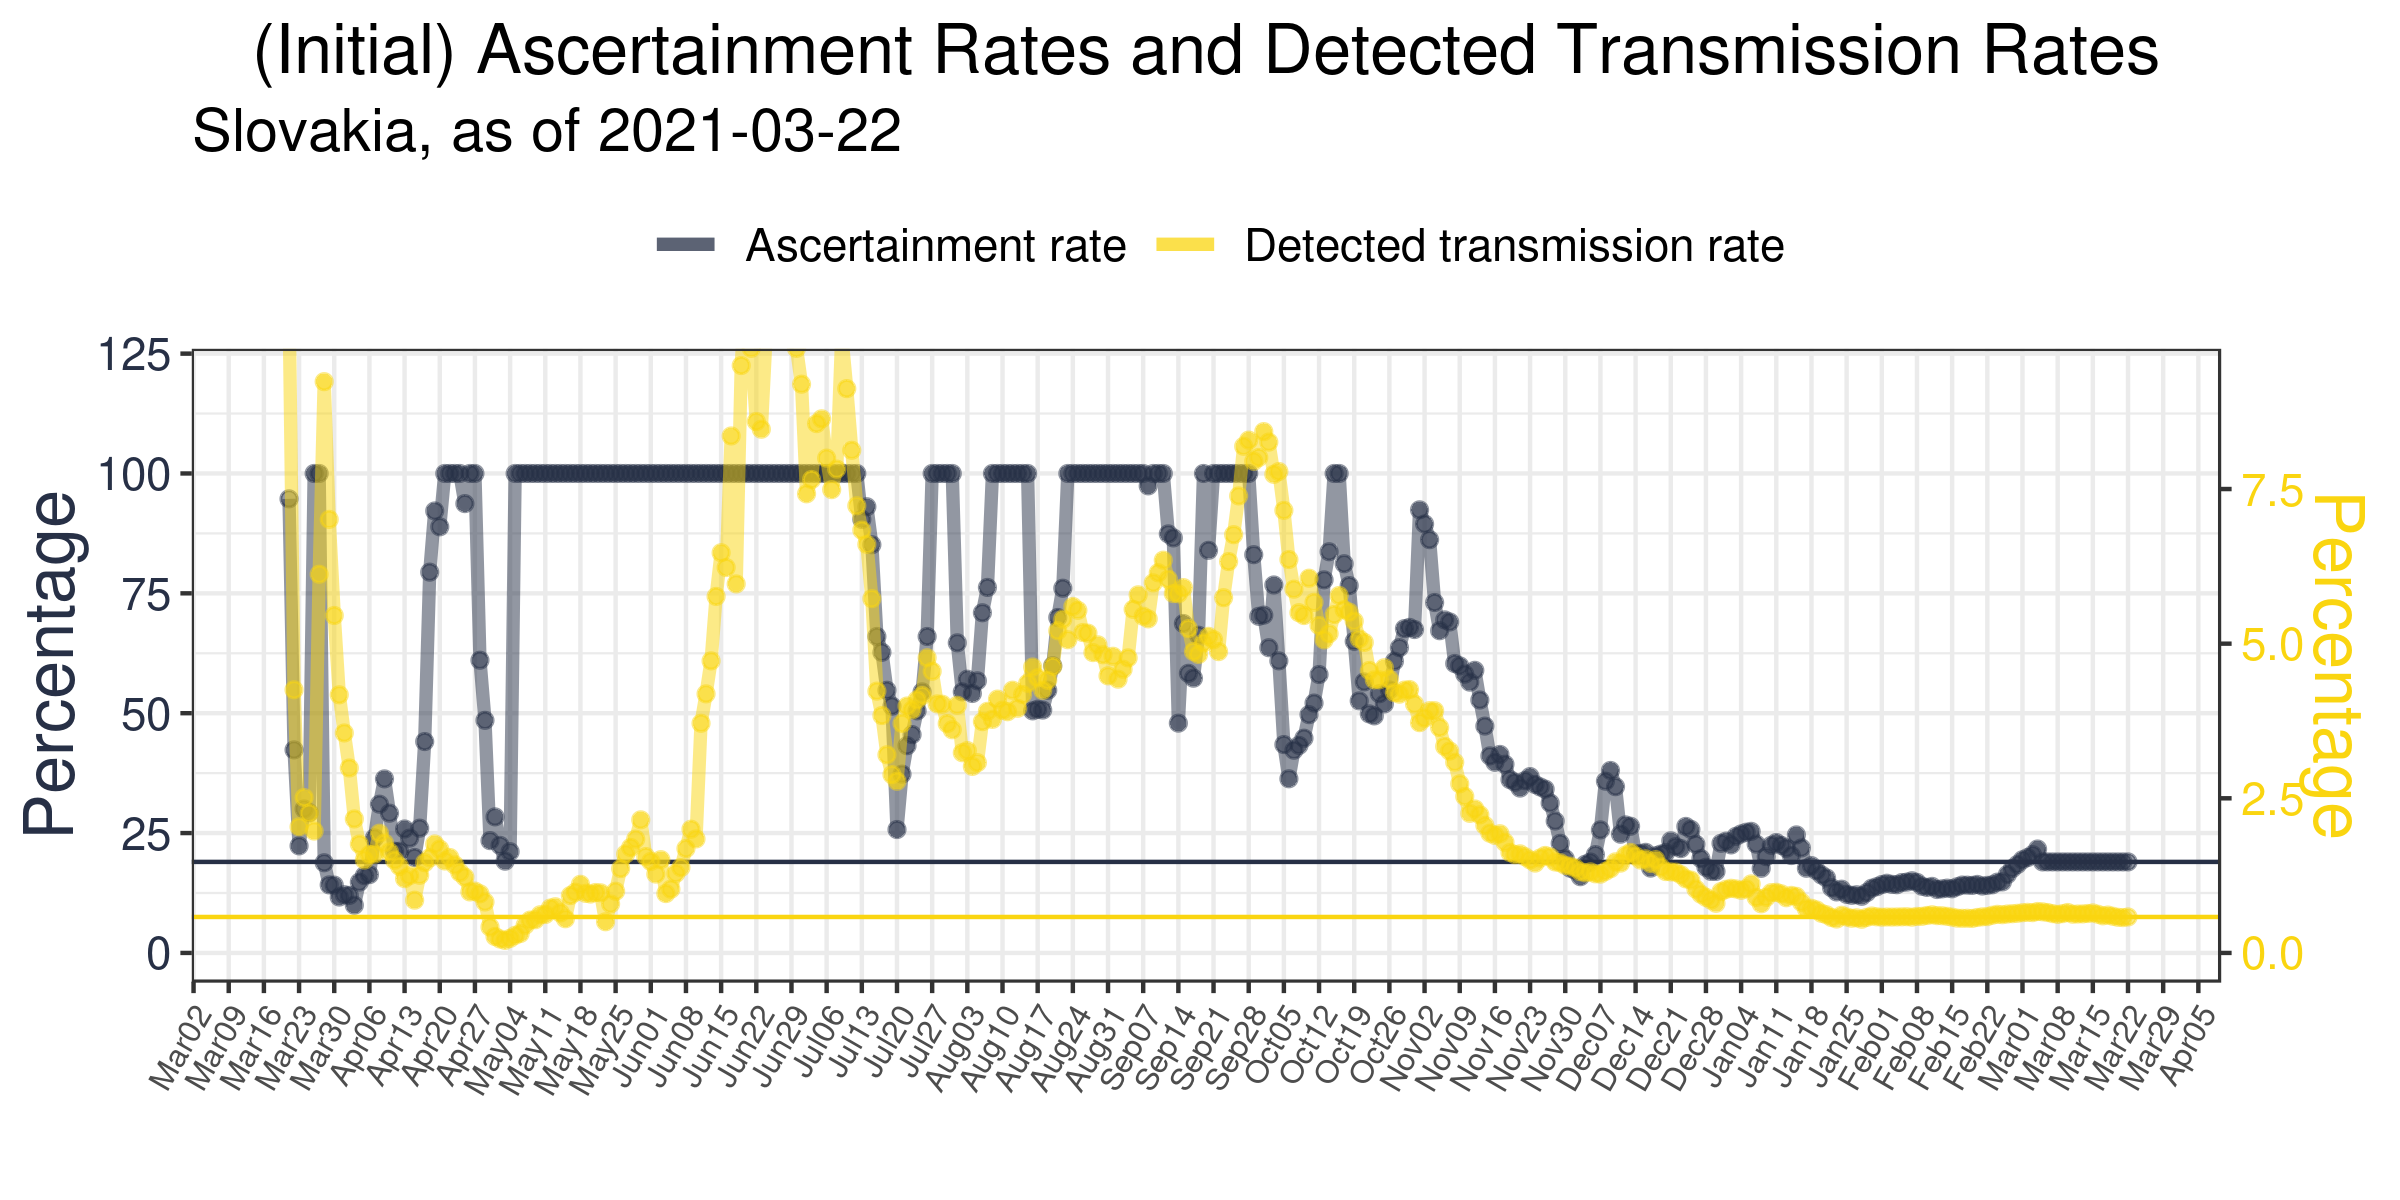 (Initial) Ascertainment Rates and Detected Transmission Rates
Slovakia, as of 2021-03-22
Ascertainment rate
Detected transmission rate
Percentage
125
100
75
50
25
0
7.5
5.0
2.5
0.0
Percentage
Mar02
Mar09
Mar16
Mar23
Mar30
Apr06
Apr13
Apr20
Apr27
May04
May11
May18
May25
Jun01
Jun08
Jun15
Jun22
Jun29
Jul06
Jul13
Jul20
Jul27
Aug03
Aug10
Aug17
Aug24
Aug31
Sep07
Sep14
Sep21
Sep28
Oct05
Oct12
Oct19
Oct26
Nov02
Nov09
Nov16
Nov23
Nov30
Dec07
Dec14
Dec21
Dec28
Jan04
Jan11
Jan18
Jan25
Feb01
Feb08
Feb15
Feb22
Mar01
Mar08
Mar15
Mar22
Mar29
Apr05